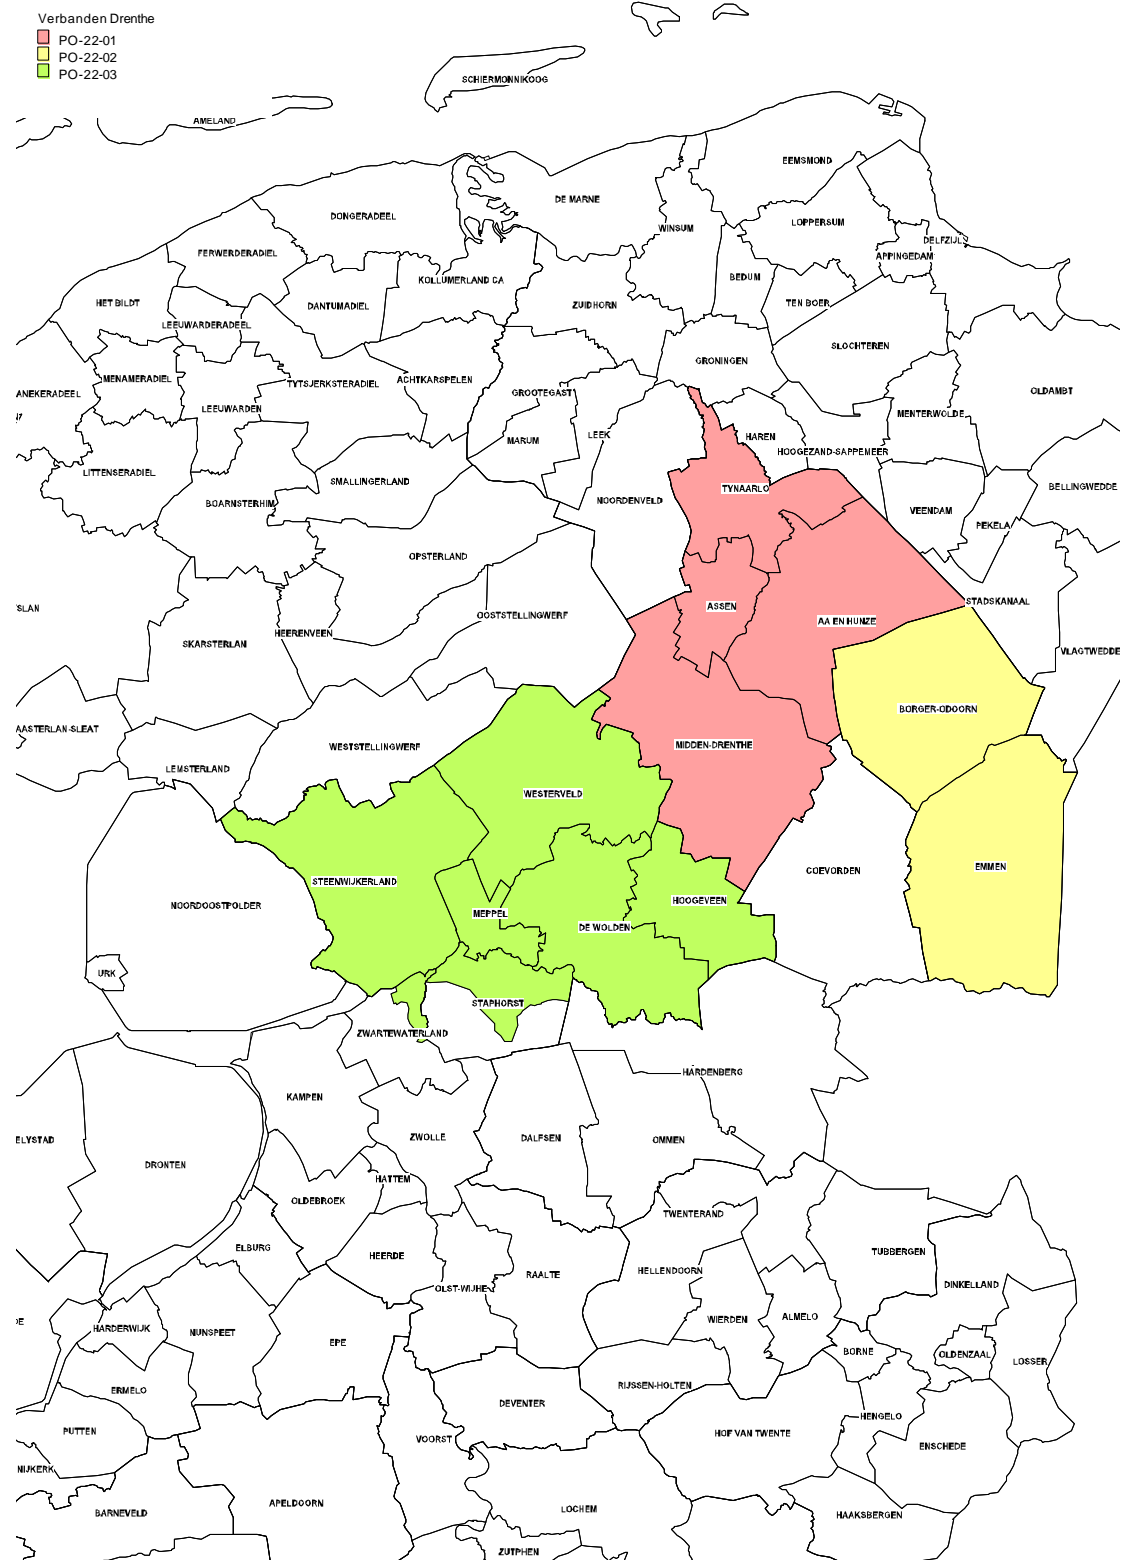 Verbanden Drenthe
PO-22-01
PO-22-02
PO-22-03
SCHIERMONNIKOOG
AMELAND
EEMSMOND
DE MARNE
DONGERADEEL
LOPPERSUM
WINSUM
DELFZIJL
FERWERDERADIEL
APPINGEDAM
KOLLUMERLAND CA
BEDUM
HET BILDT
DANTUMADIEL
ZUIDHORN
TEN BOER
LEEUWARDERADEEL
SLOCHTEREN
GRONINGEN
MENAMERADIEL
ACHTKARSPELEN
TYTSJERKSTERADIEL
ANEKERADEEL
GROOTEGAST
OLDAMBT
LEEUWARDEN
MENTERWOLDE
LEEK
HAREN
MARUM
HOOGEZAND-SAPPEMEER
LITTENSERADIEL
SMALLINGERLAND
TYNAARLO
BELLINGWEDDE
BOARNSTERHIM
NOORDENVELD
VEENDAM
PEKELA
OPSTERLAND
STADSKANAAL
SLAN
ASSEN
OOSTSTELLINGWERF
AA EN HUNZE
HEERENVEEN
SKARSTERLAN
VLAGTWEDDE
BORGER-ODOORN
AASTERLAN-SLEAT
WESTSTELLINGWERF
MIDDEN-DRENTHE
LEMSTERLAND
WESTERVELD
EMMEN
COEVORDEN
STEENWIJKERLAND
HOOGEVEEN
NOORDOOSTPOLDER
MEPPEL
DE WOLDEN
URK
STAPHORST
ZWARTEWATERLAND
HARDENBERG
KAMPEN
ELYSTAD
ZWOLLE
DALFSEN
OMMEN
DRONTEN
HATTEM
OLDEBROEK
TWENTERAND
ELBURG
HEERDE
TUBBERGEN
HELLENDOORN
RAALTE
OLST-WIJHE
DINKELLAND
DE
HARDERWIJK
NUNSPEET
WIERDEN
ALMELO
EPE
BORNE
OLDENZAAL
LOSSER
ERMELO
RIJSSEN-HOLTEN
DEVENTER
HENGELO
PUTTEN
VOORST
HOF VAN TWENTE
ENSCHEDE
NIJKERK
APELDOORN
LOCHEM
BARNEVELD
HAAKSBERGEN
ZUTPHEN